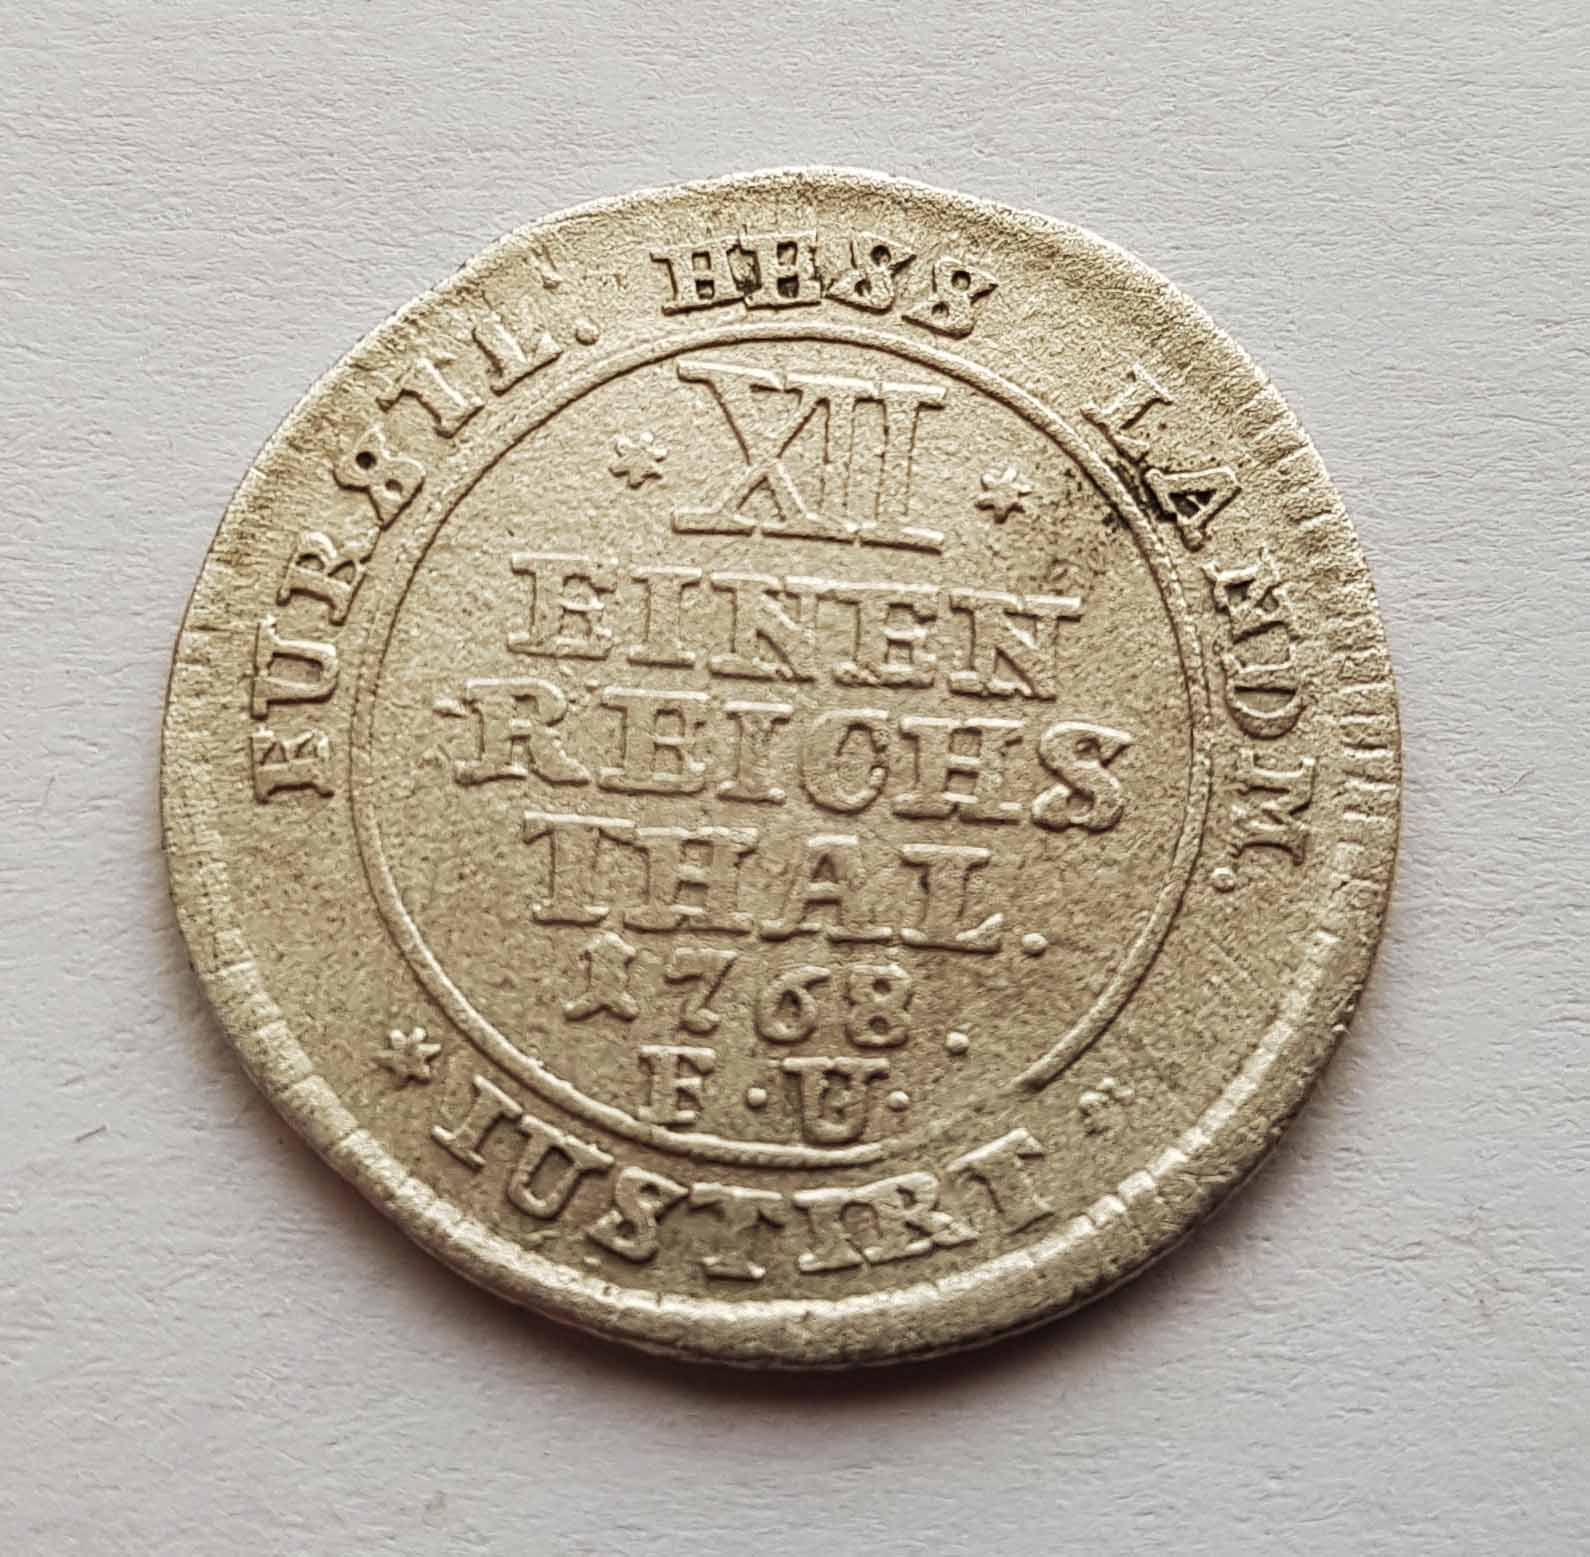 FURSTL. HESS LANDM.
XII
EINEN
REICHS
THAL.
1768.
F.U.
IUSTIRT